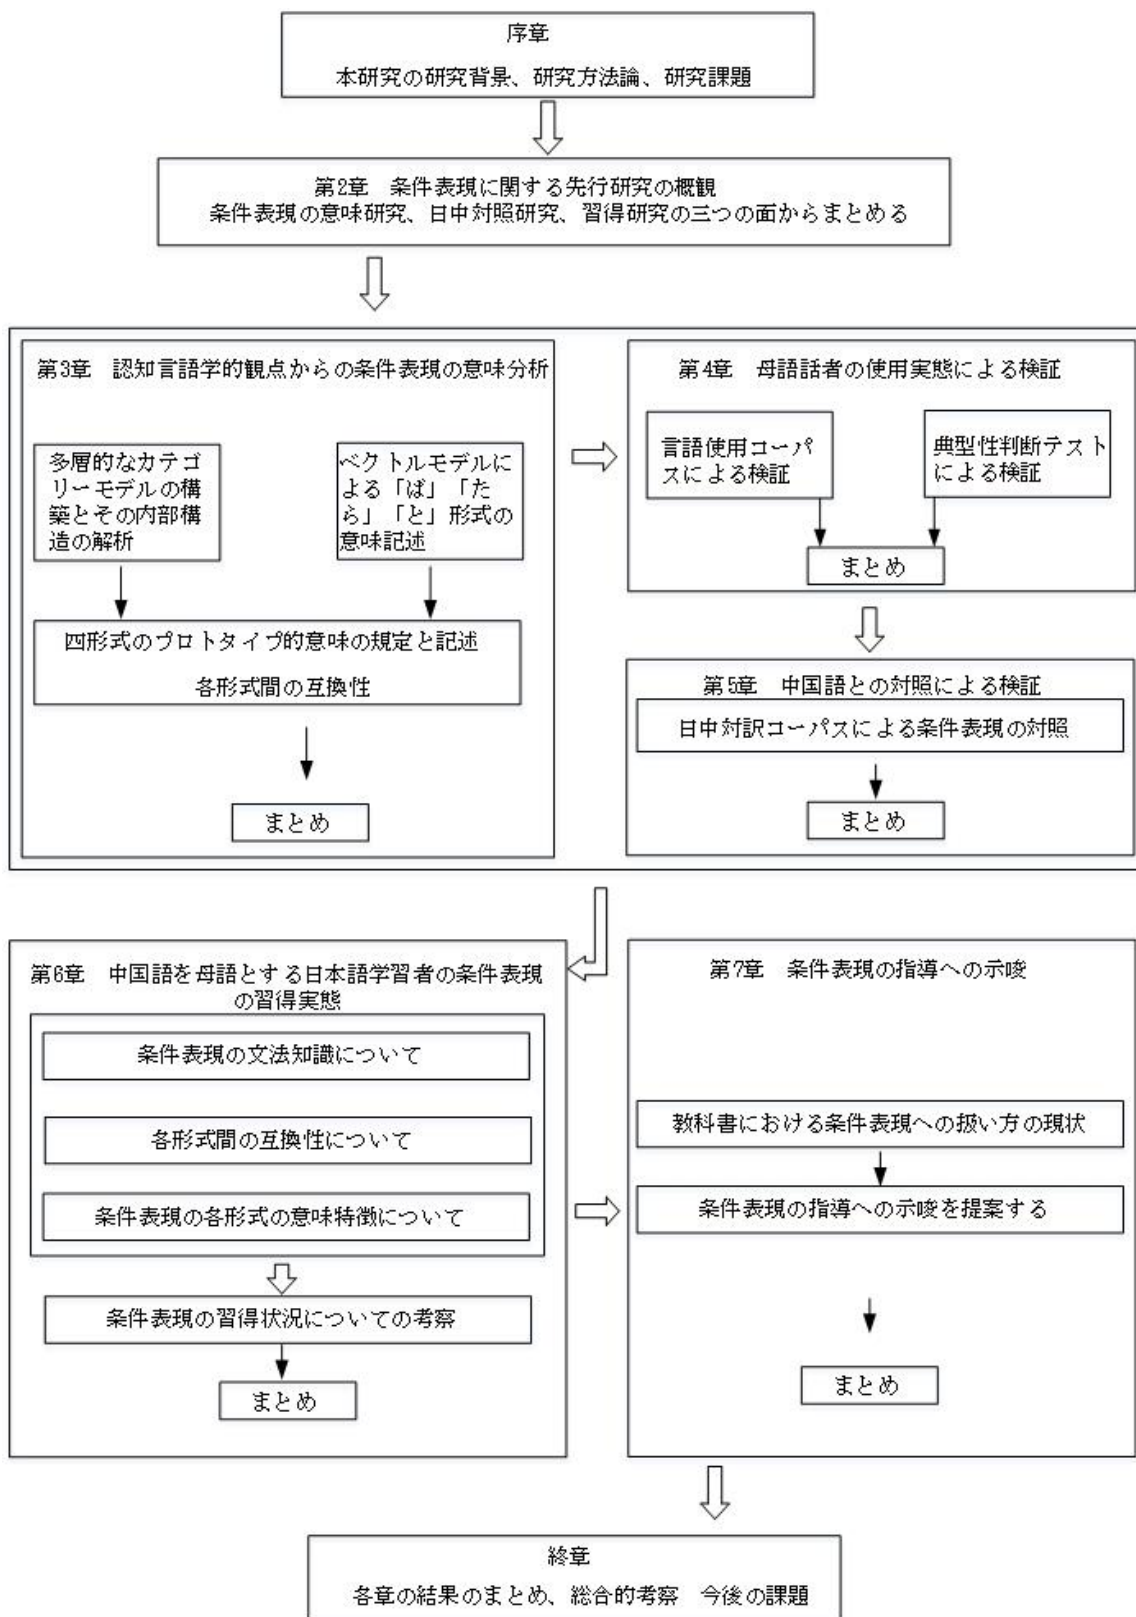 序章
本研究の研究背景、研究方法論、研究課題
第2章　条件表現に関する先行研究の概観
条件表現の意味研究、日中対照研究、習得研究の三つの面からまとめる
第3章　認知言語学的観点からの条件表現の意味分析
多層的なカテゴ
リーモデルの構
築とその内部構
造の解析
ベクトルモデルに
よる「ば」「た
ら」「と」形式の
意味記述
四形式のプロトタイプ的意味の規定と記述
各形式間の互換性
まとめ
第4章　母語話者の使用実態による検証
言語使用コーパ
スによる検証
典型性判断テスト
による検証
まとめ
第5章　中国語との対照による検証
日中対訳コーパスによる条件表現の対照
まとめ
第6章　中国語を母語とする日本語学習者の条件表現
の習得実態
条件表現の文法知識について
各形式間の互換性について
条件表現の各形式の意味特徴について
条件表現の習得状況についての考察
まとめ
第7章　条件表現の指導への示唆
教科書における条件表現への扱い方の現状
条件表現の指導への示唆を提案する
まとめ
終章
各章の結果のまとめ、総合的考察　今後の課題